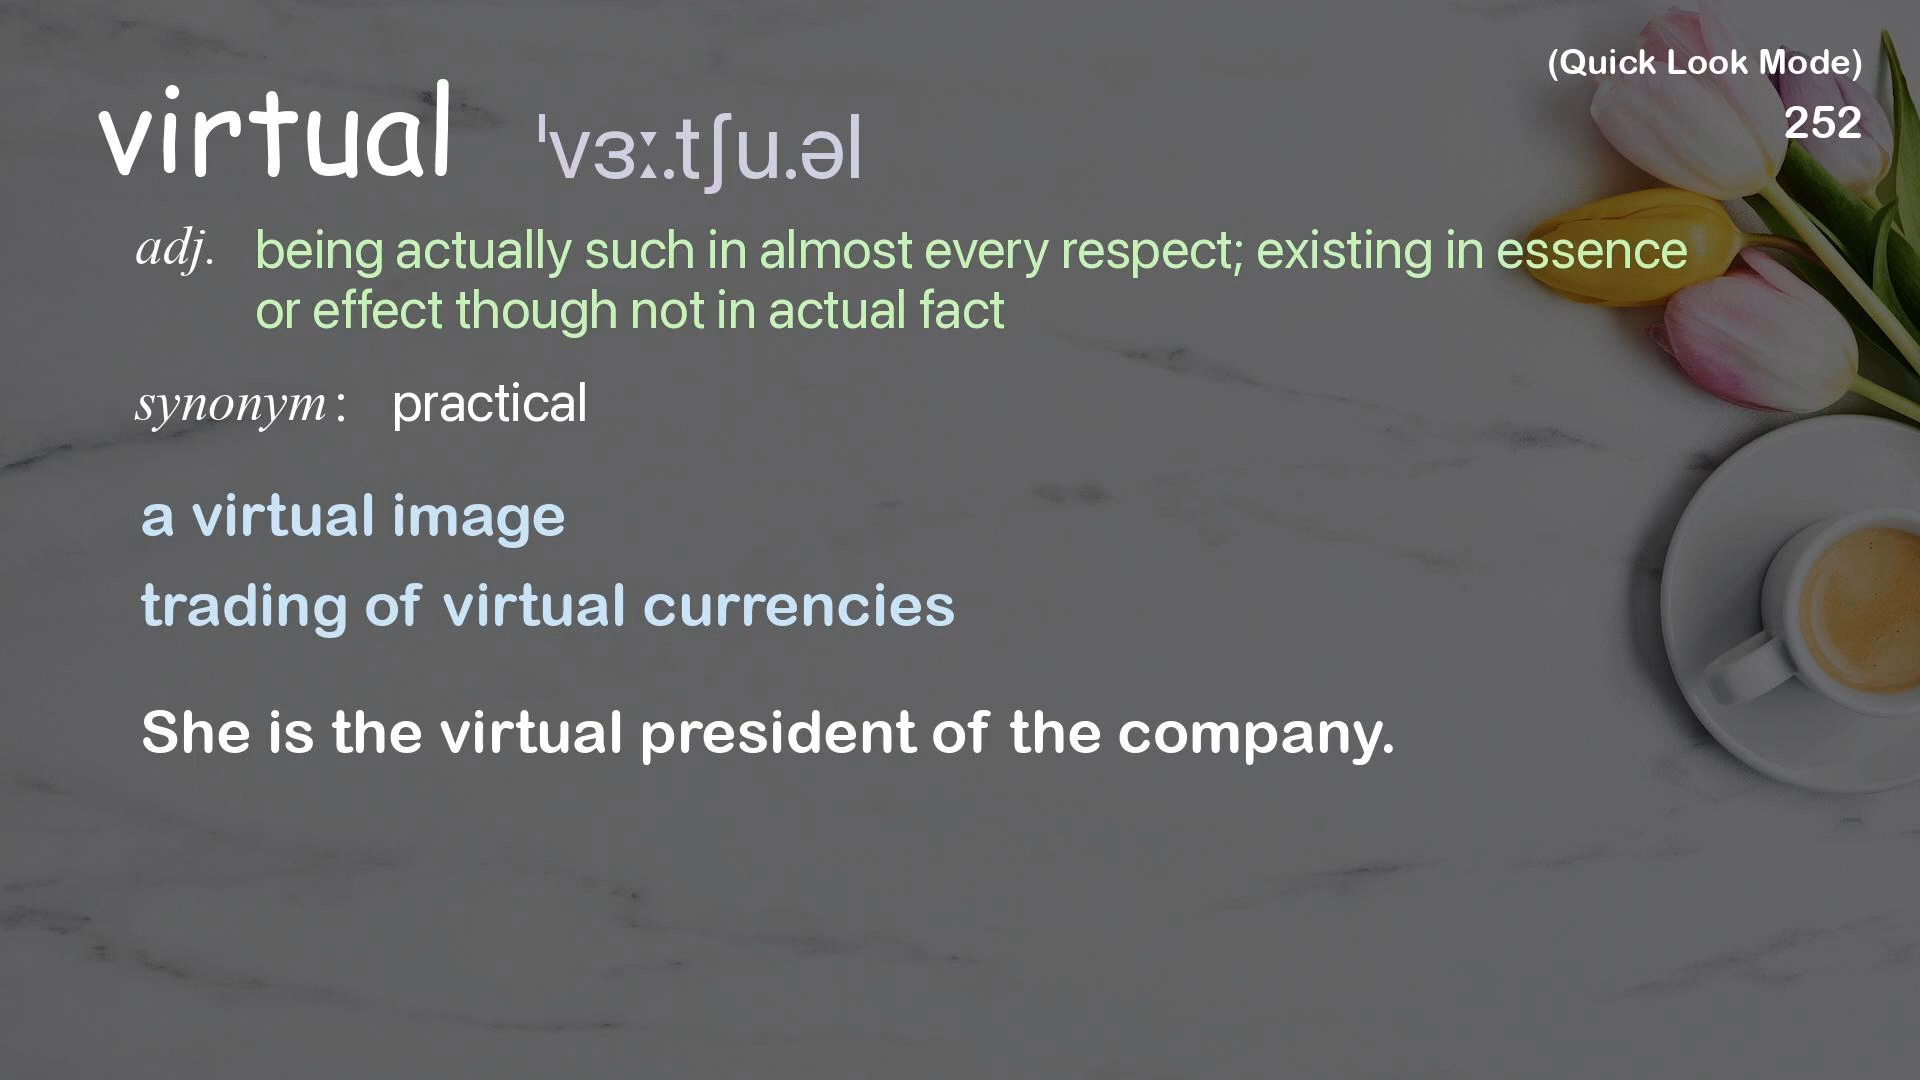 (Quick Look Mode)
252
virtual ˈvɜː.tʃu.əl
adj. being actually such in almost every respect; existing in essence
or effect though not in actual fact
synonym: practical
a virtual image
trading of virtual currencies
She is the virtual president of the company.